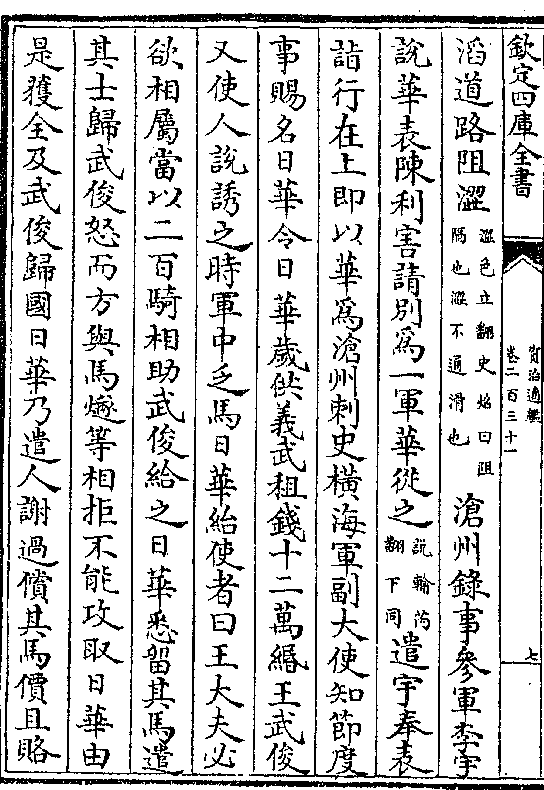 欽定四庫全書
資治通鑑
卷二百三十一
七
滔道路阻澀
澀色立翻史炤曰阻
隔也澀不通滑也
滄州錄事參軍李宇
說華表陳利害請別為一軍華從之
說輸芮
翻下同
遣宇奉表
詣行在上即以華為滄州刺史橫海軍副大使知節度
事賜名日華令日華歲供義武租錢十二萬緡王武俊
又使人說誘之時軍中乏馬日華紿使者曰王大夫必
欲相屬當以二百騎相助武俊給之日華悉留其馬遣
其士歸武俊怒而方與馬燧等相拒不能攻取日華由
是獲全及武俊歸國日華乃遣人謝過償其馬價且賂